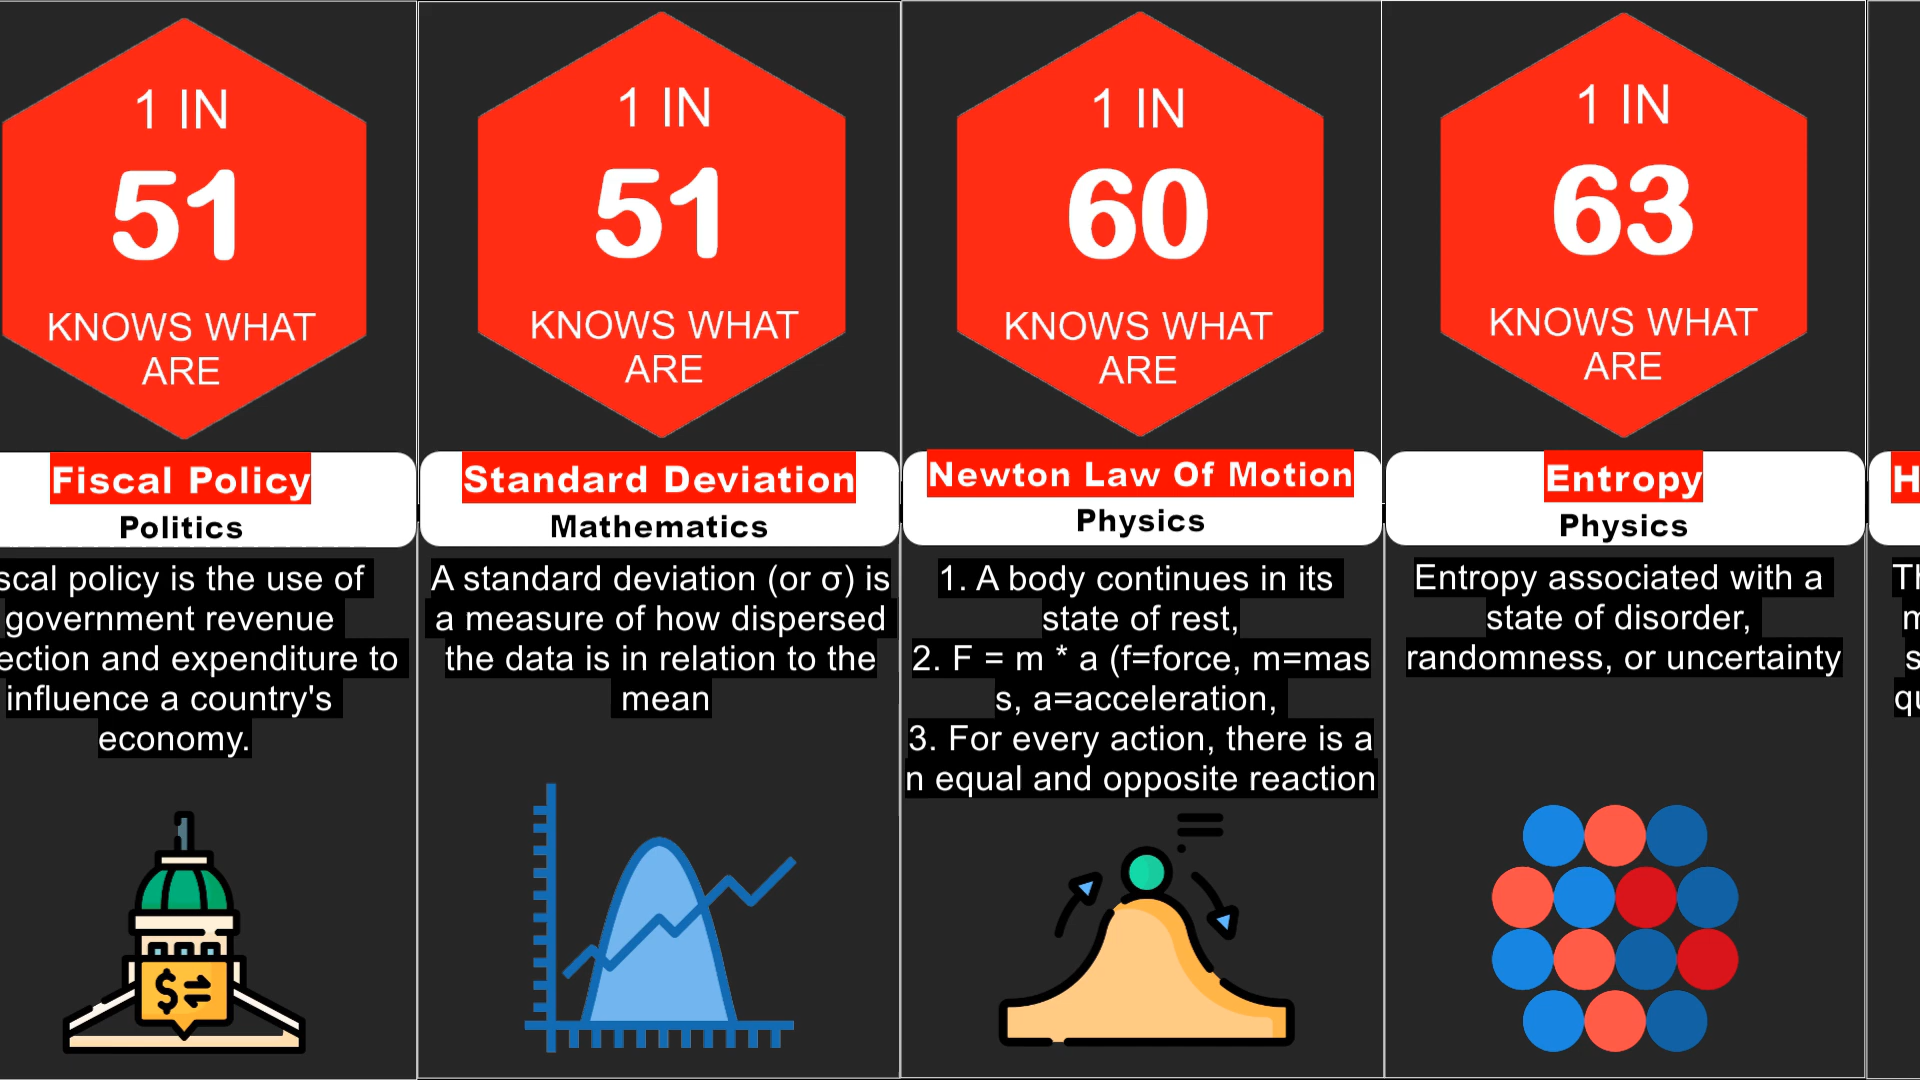 1 IN
51
KNOWS WHAT
ARE
Fiscal Policy
Politics
scal policy is the use of
government revenue
ection and expenditure to
influence a country's
economy.
$
1 IN
51
KNOWS WHAT
ARE
Standard Deviation
Mathematics
A standard deviation (or σ) is
a measure of how dispersed
the data is in relation to the
mean
1 IN
60
KNOWS WHAT
ARE
Newton Law Of Motion
Physics
1. A body continues in its
state of rest,
2. F = m * a (f=force, m=mas
s, a=acceleration,
3. For every action, there is a
n equal and opposite reaction
1 IN
63
KNOWS WHAT
ARE
Entropy
Physics
Entropy associated with a
state of disorder,
randomness, or uncertainty
H